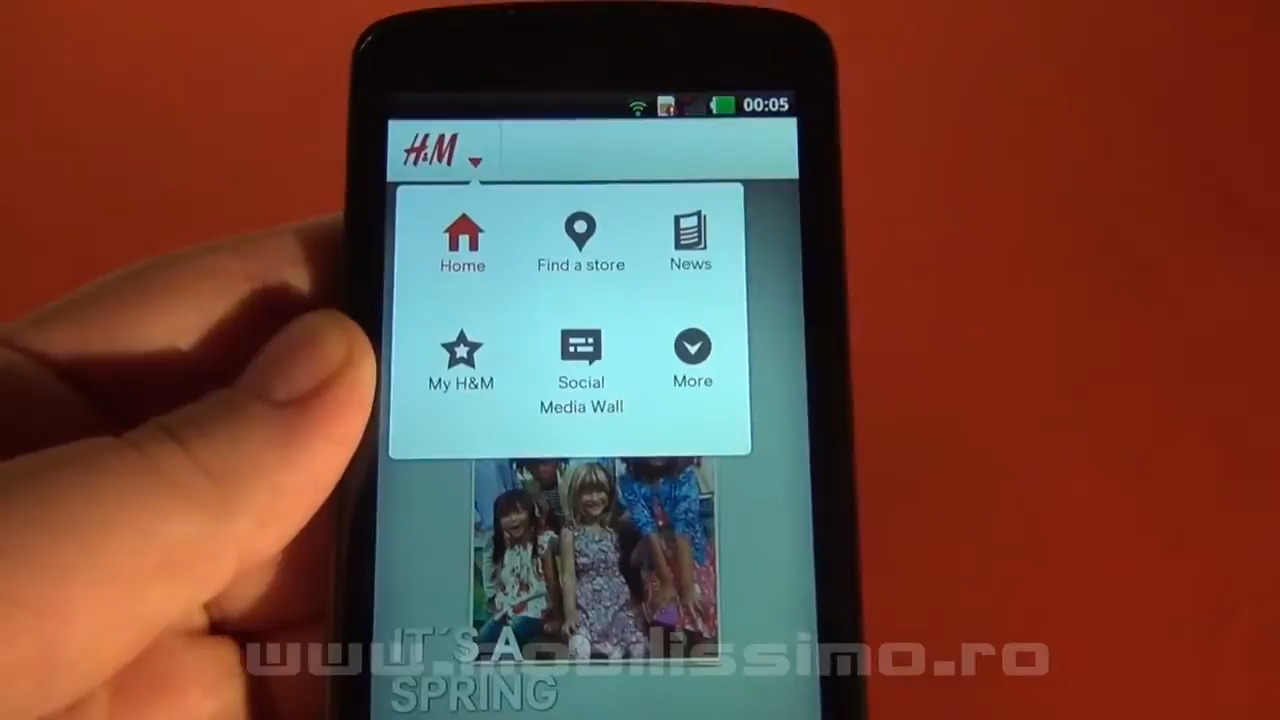 00:05
H&M
Home
Find a store
News
My H&M
Social
Media Wall
More
IT'S A
www.mobilissimo.ro
SPRING